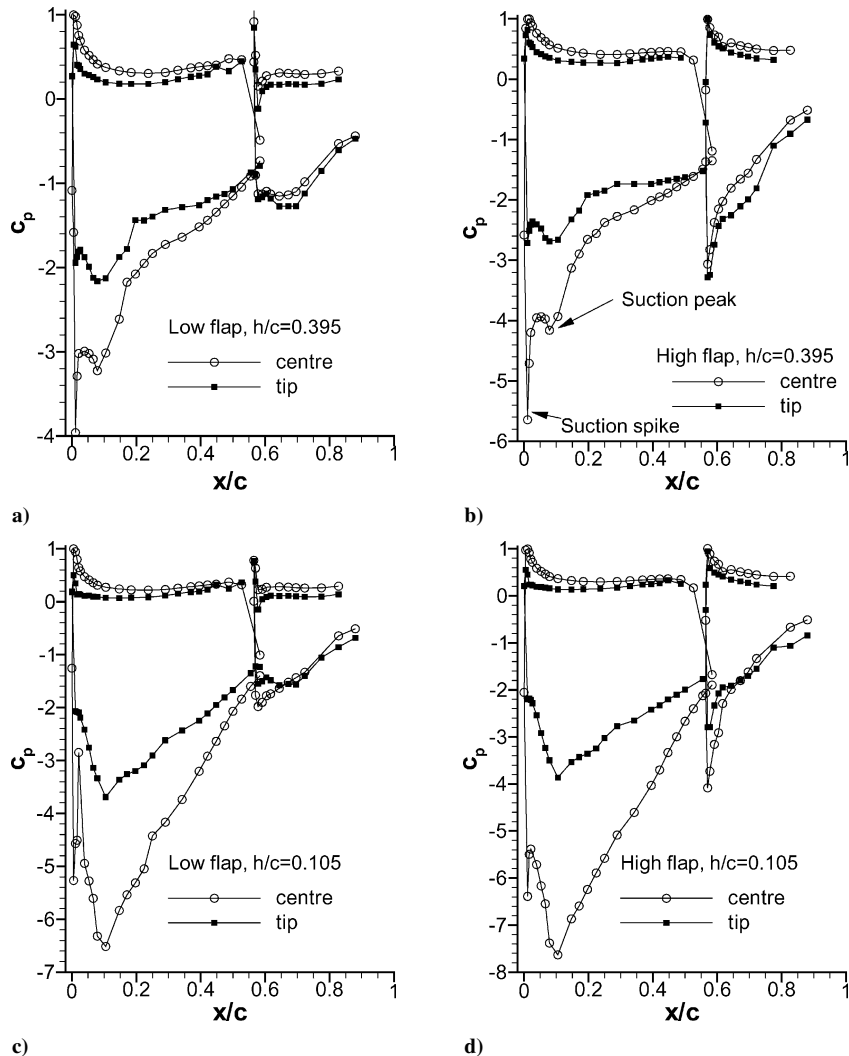 1
0
-1
-2
-3
-4
cp
0 0.2 0.4 0.6 0.8 1
x/c
Low flap, h/c=0.395
centre
tip
a)
1
0
-1
-2
-3
-4
-5
-6
cp
0 0.2 0.4 0.6 0.8 1
x/c
Suction peak
High flap, h/c=0.395
centre
tip
Suction spike
b)
1
0
-1
-2
-3
-4
-5
-6
-7
cp
0 0.2 0.4 0.6 0.8 1
x/c
Low flap, h/c=0.105
centre
tip
c)
1
0
-1
-2
-3
-4
-5
-6
-7
-8
cp
0 0.2 0.4 0.6 0.8 1
x/c
High flap, h/c=0.105
centre
tip
d)